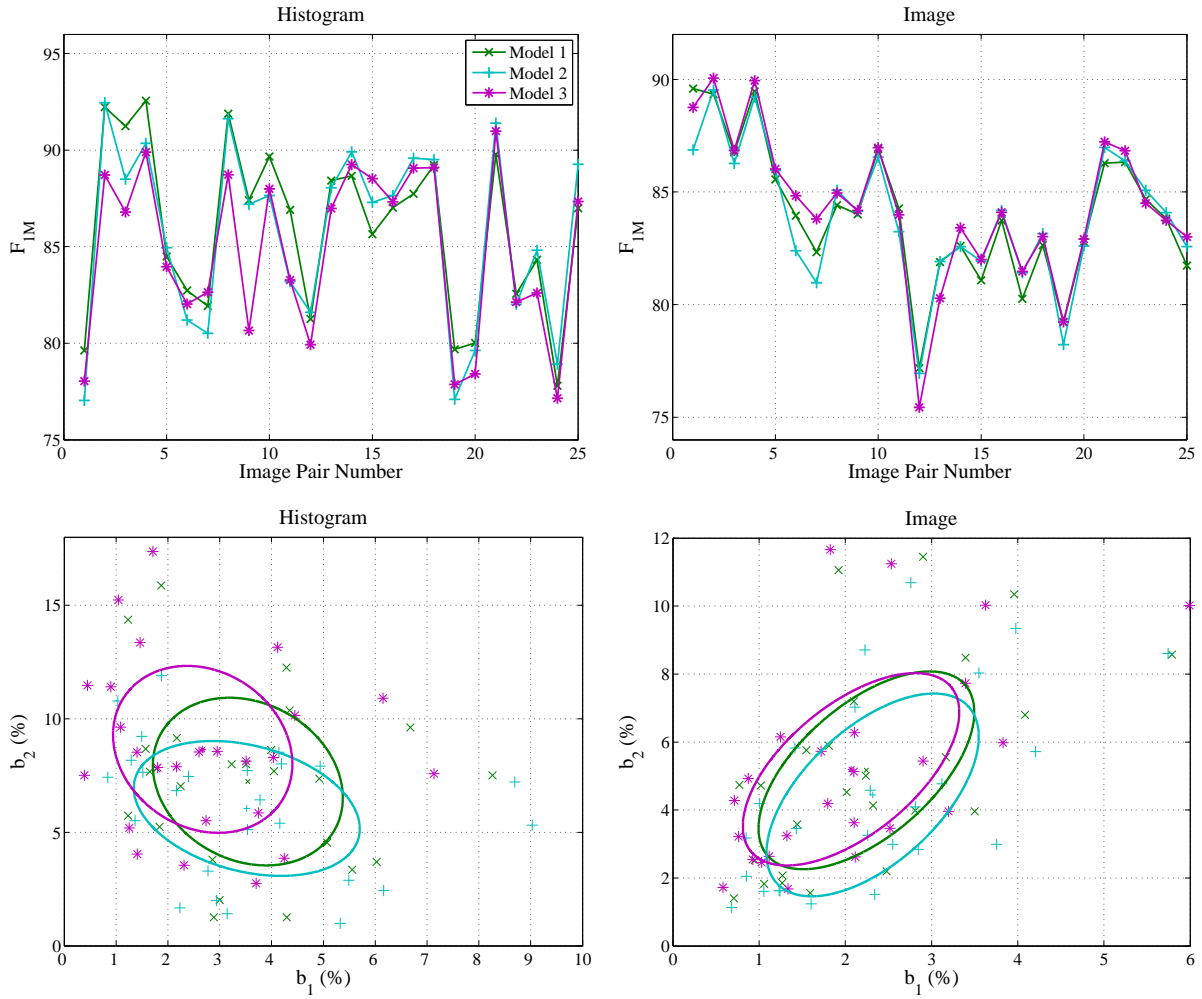 Histogram
95
90
85
80
75
F1M
0 5 10 15 20 25
Image Pair Number
Model 1
Model 2
Model 3
Image
90
85
80
75
F1M
0 5 10 15 20 25
Image Pair Number
Histogram
15
10
5
0
b2 (%)
0 1 2 3 4 5 6 7 8 9 10
b1 (%)
Image
12
10
8
6
4
2
0
b2 (%)
0 1 2 3 4 5 6
b1 (%)